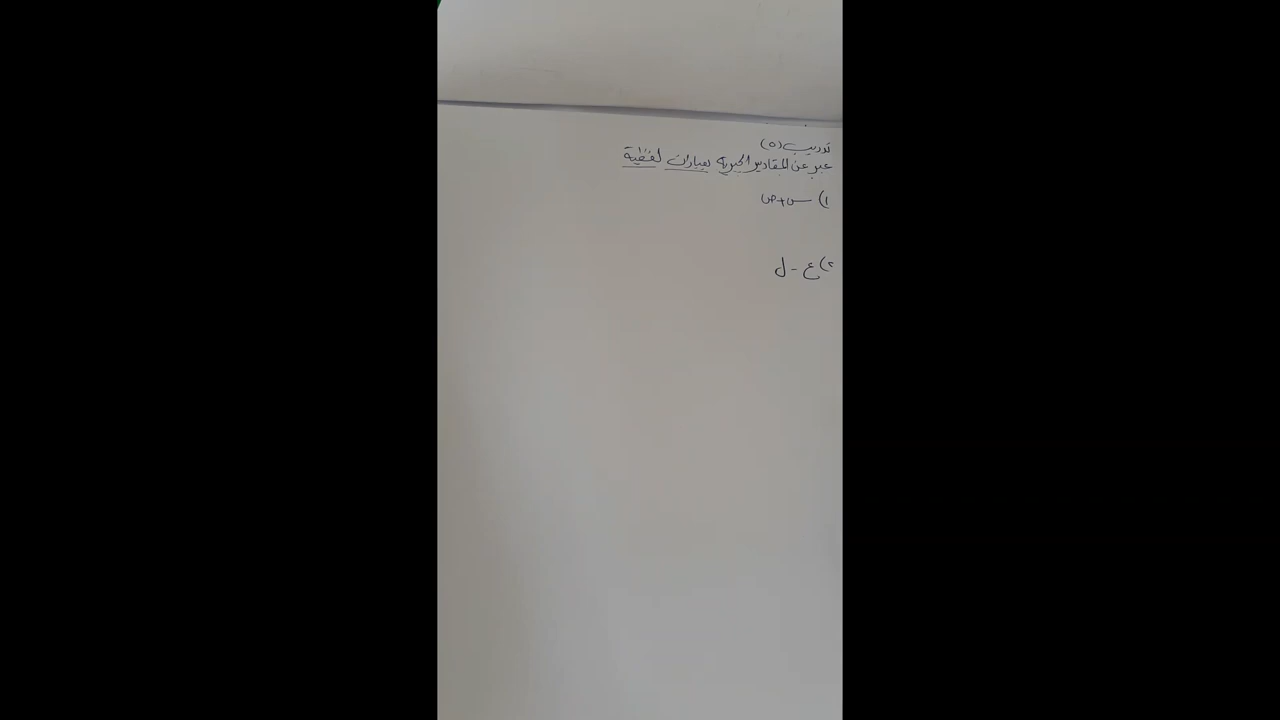 تدريب (٥)
عبر عن المقادير الجبرية بعبارات لفظية
١) س + ص
٢) ع - ل